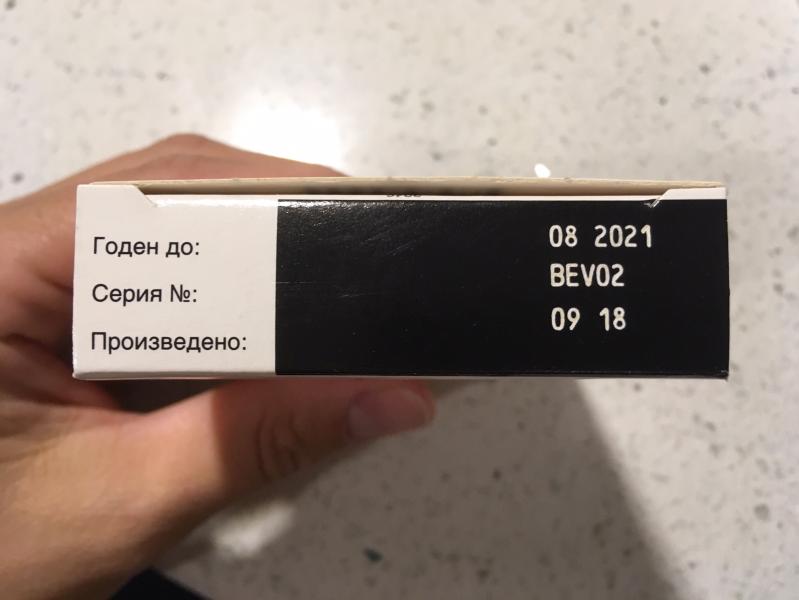 Годен до: 08 2021
Серия №: BEV02
Произведено: 09 18